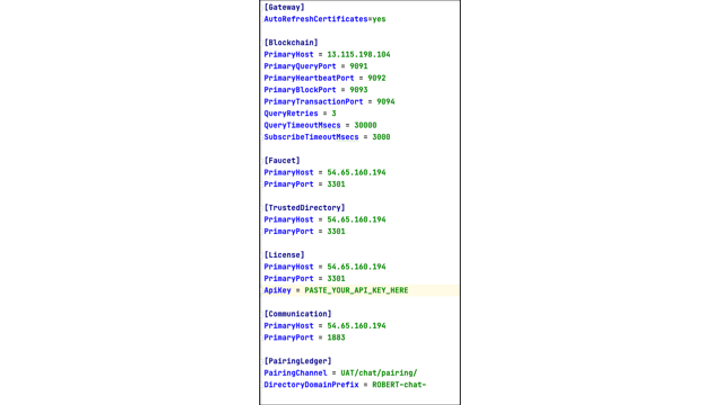 [Gateway]
AutoRefreshCertificates=yes
[Blockchain]
PrimaryHost = 13.115.198.104
PrimaryQueryPort = 9091
PrimaryHeartbeatPort = 9092
PrimaryBlockPort = 9093
PrimaryTransactionPort = 9094
QueryRetries = 3
QueryTimeoutMsecs = 30000
SubscribeTimeoutMsecs = 3000
[Faucet]
PrimaryHost = 54.65.160.194
PrimaryPort = 3301
[TrustedDirectory]
PrimaryHost = 54.65.160.194
PrimaryPort = 3301
[License]
PrimaryHost = 54.65.160.194
PrimaryPort = 3301
ApiKey = PASTE_YOUR_API_KEY_HERE
[Communication]
PrimaryHost = 54.65.160.194
PrimaryPort = 1883
[PairingLedger]
PairingChannel = UAT/chat/pairing/
DirectoryDomainPrefix = ROBERT-chat-